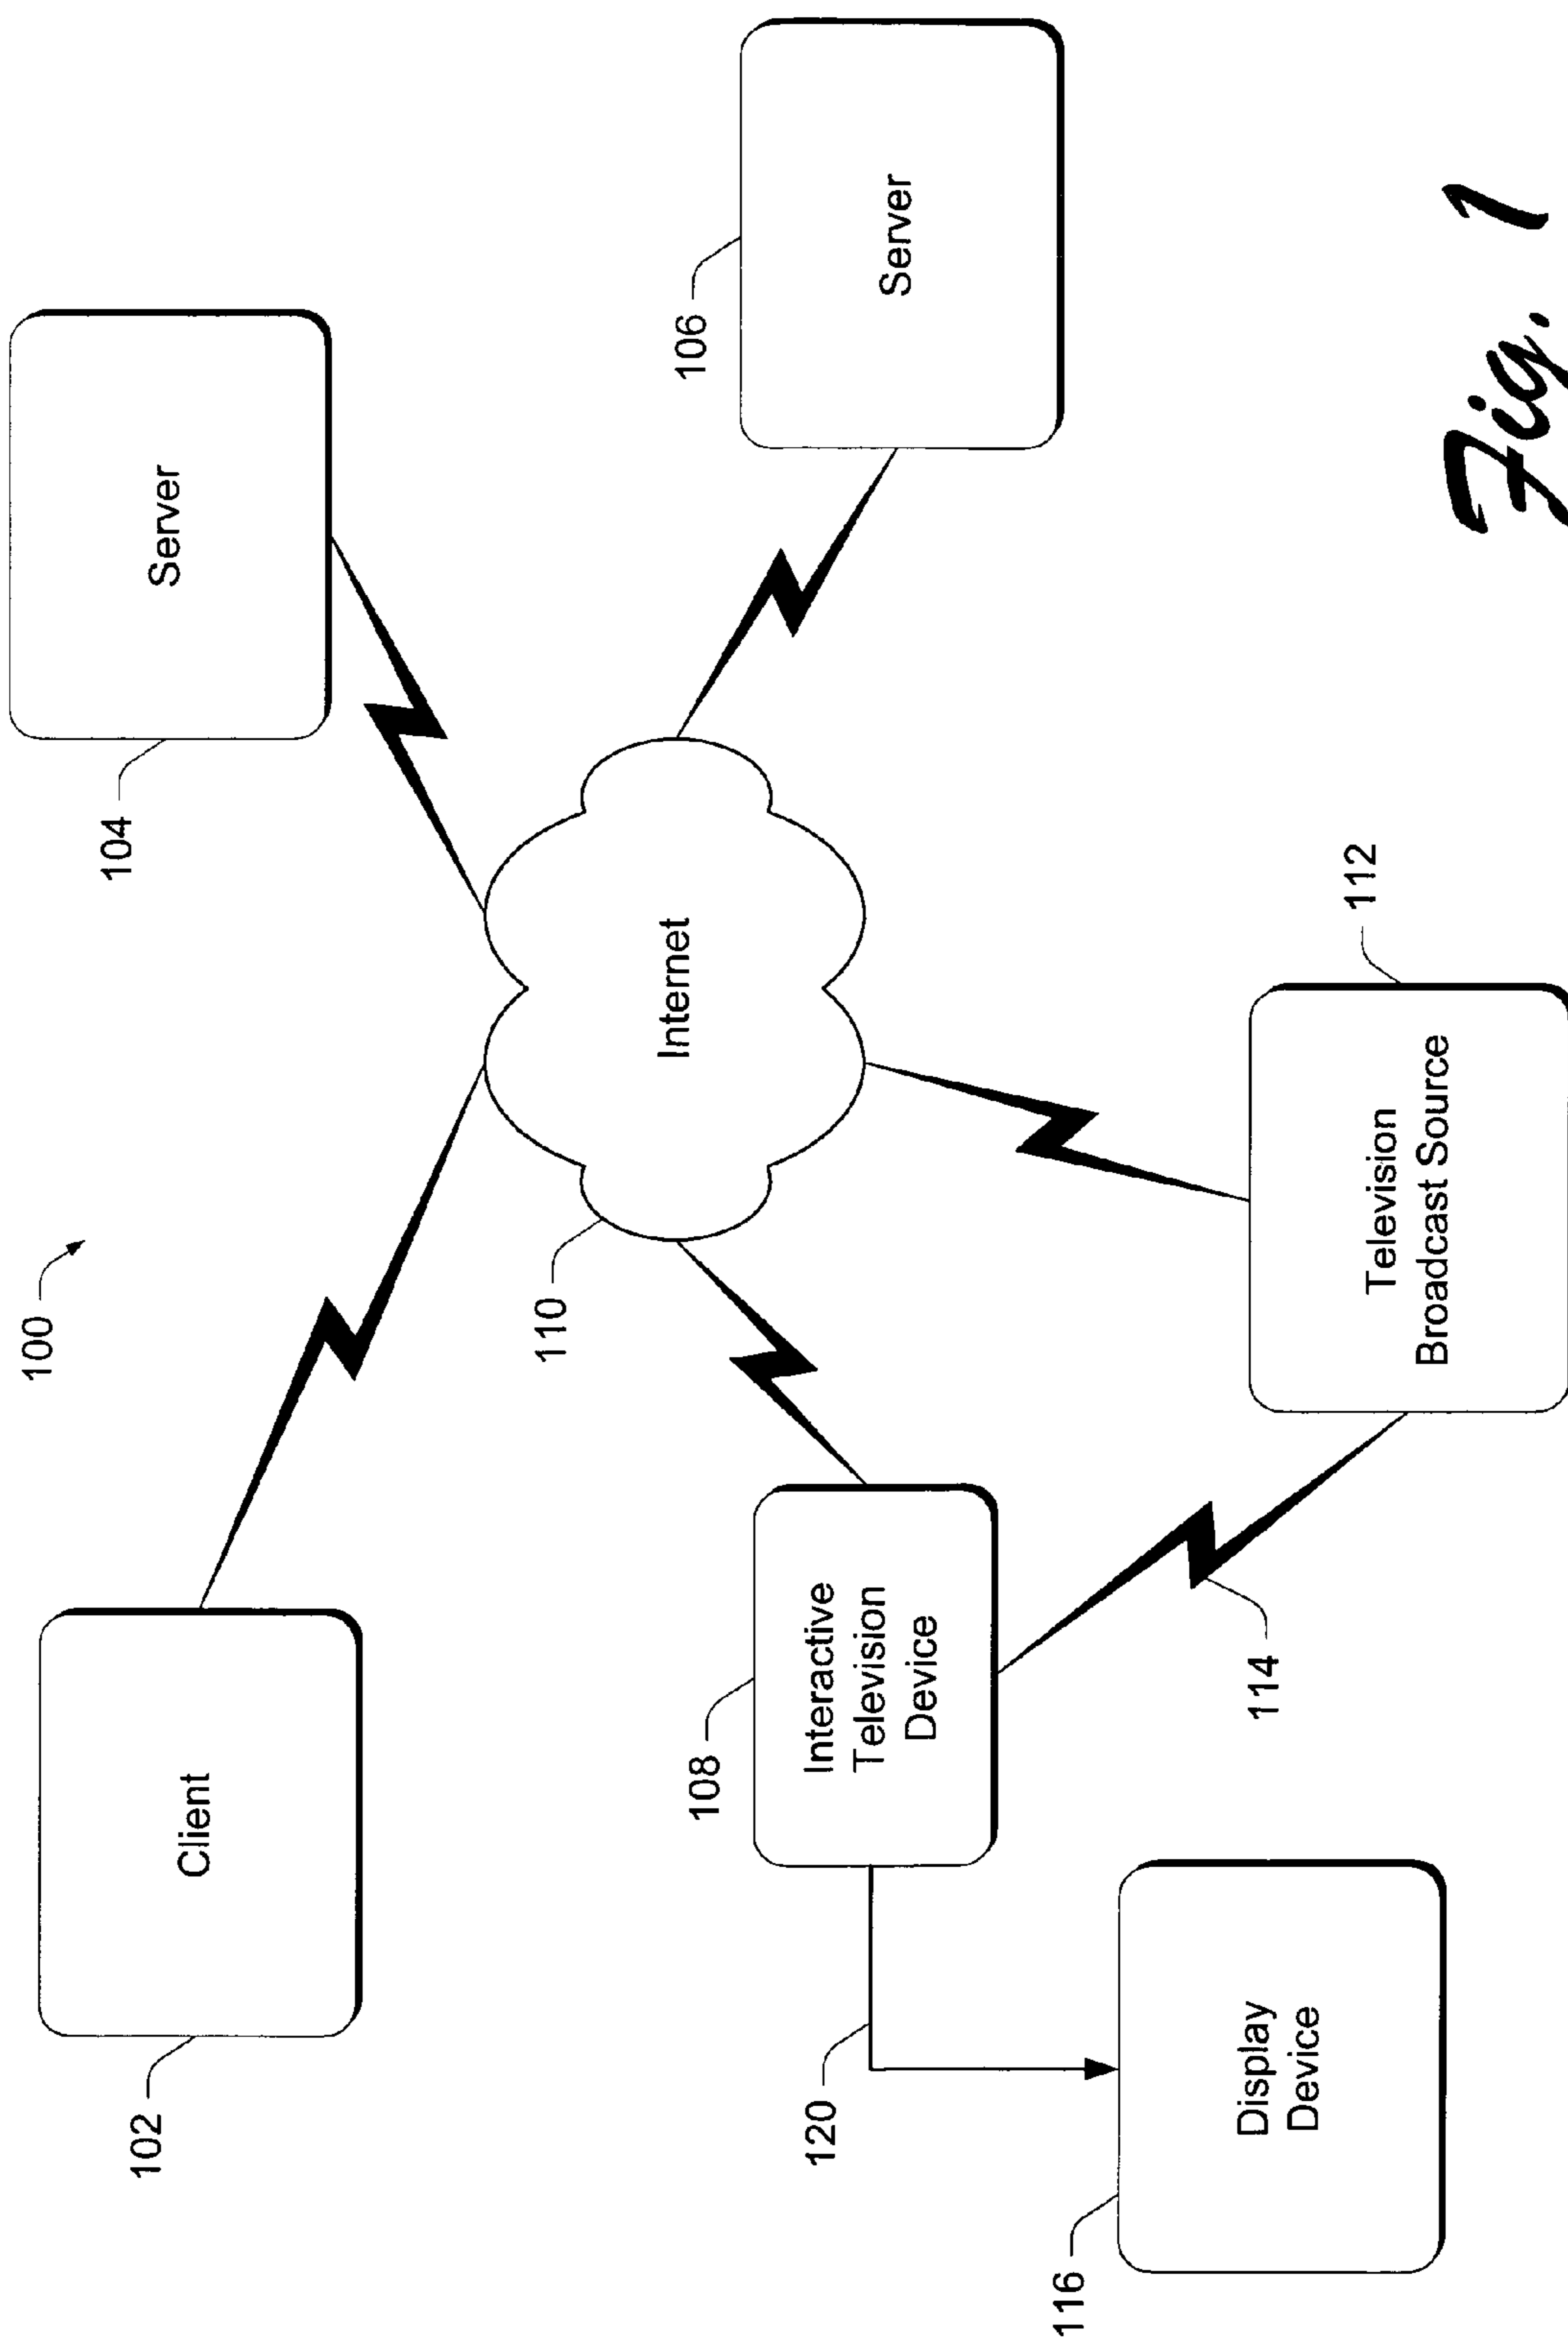 100
102
Client
104
Server
110
Internet
106
Server
108
Interactive
Television
Device
120
116
Display
Device
114
112
Television
Broadcast Source
Fig. 1